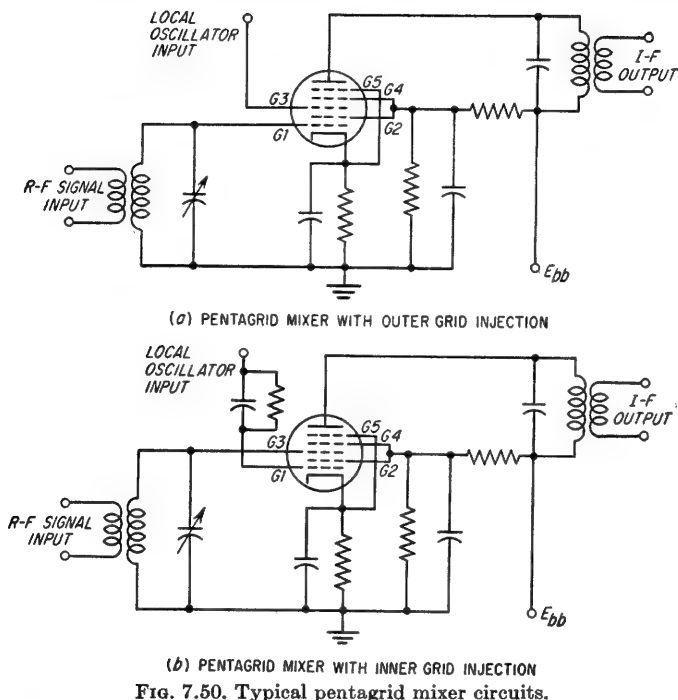 LOCAL
OSCILLATOR
INPUT
G5
G4
G3
G2
G1
I-F
OUTPUT
R-F SIGNAL
INPUT
Ebb
(a) PENTAGRID MIXER WITH OUTER GRID INJECTION
LOCAL
OSCILLATOR
INPUT
G5
G4
G3
G2
G1
I-F
OUTPUT
R-F SIGNAL
INPUT
Ebb
(b) PENTAGRID MIXER WITH INNER GRID INJECTION
FIG. 7.50. Typical pentagrid mixer circuits.